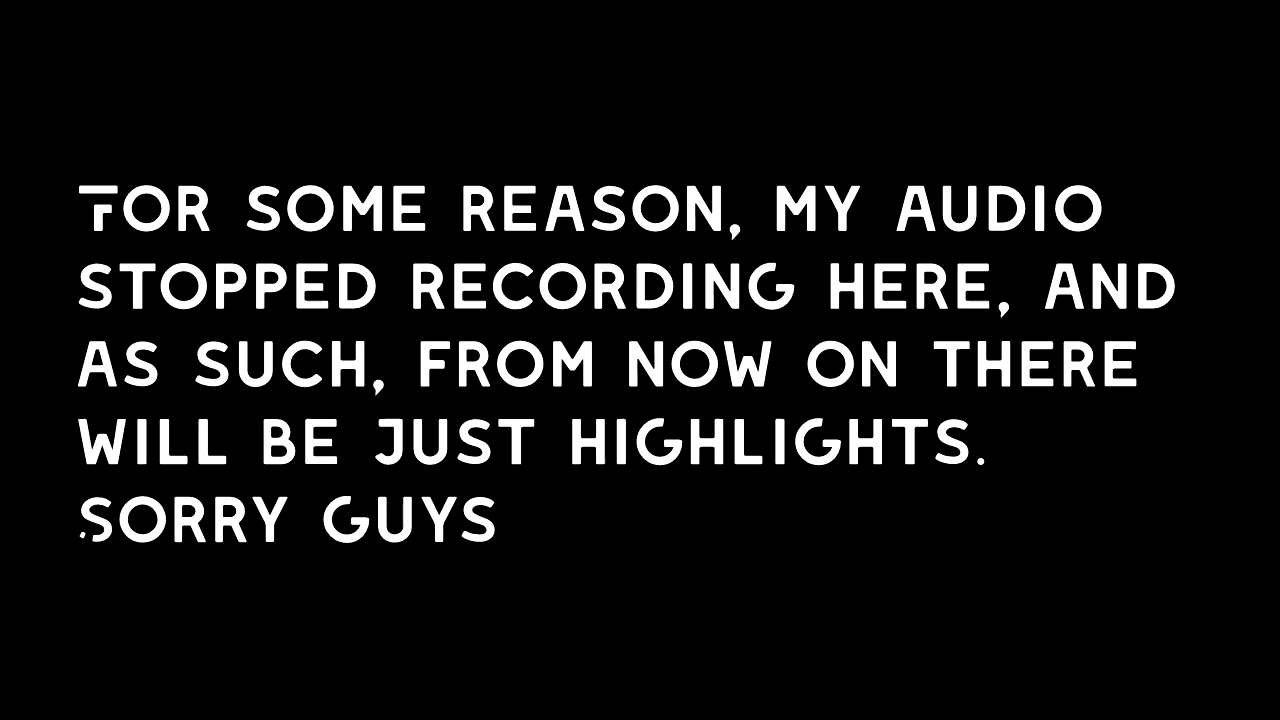 FOR SOME REASON, MY AUDIO
STOPPED RECORDING HERE, AND
AS SUCH, FROM NOW ON THERE
WILL BE JUST HIGHLIGHTS.
SORRY GUYS